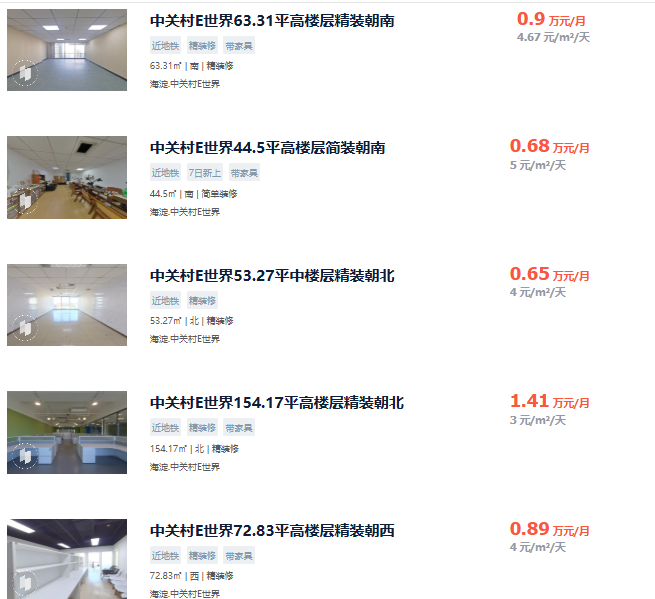 中关村E世界63.31平高楼层精装朝南
0.9 万元/月
近地铁 精装修 带家具
4.67 元/m²/天
63.31㎡ | 南 | 精装修
海淀.中关村E世界
中关村E世界44.5平高楼层简装朝南
0.68 万元/月
近地铁 7日新上 带家具
5 元/m²/天
44.5㎡ | 南 | 简单装修
海淀.中关村E世界
中关村E世界53.27平中楼层精装朝北
0.65 万元/月
近地铁 精装修
4 元/m²/天
53.27㎡ | 北 | 精装修
海淀.中关村E世界
中关村E世界154.17平高楼层精装朝北
1.41 万元/月
近地铁 精装修 带家具
3 元/m²/天
154.17㎡ | 北 | 精装修
海淀.中关村E世界
中关村E世界72.83平高楼层精装朝西
0.89 万元/月
近地铁 精装修 带家具
4 元/m²/天
72.83㎡ | 西 | 精装修
海淀.中关村E世界